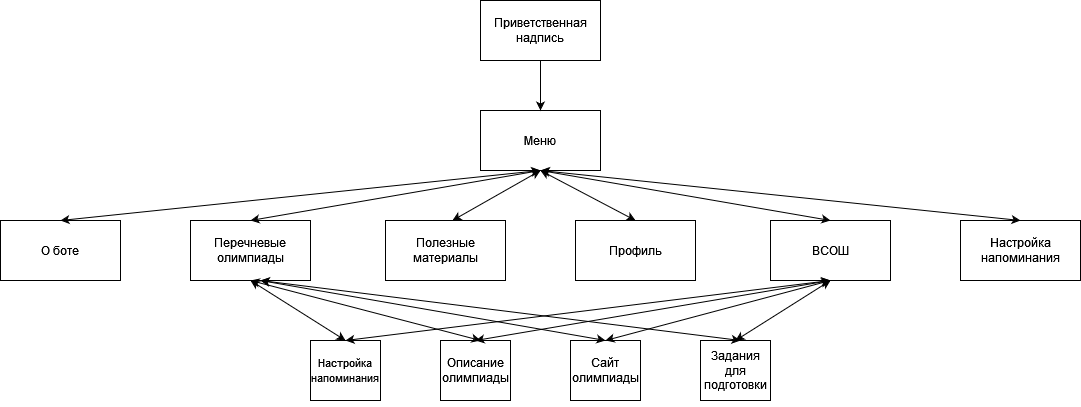 Приветственная
надпись
Меню
О боте
Перечневые
олимпиады
Полезные
материалы
Профиль
ВСОШ
Настройка
напоминания
Настройка
напоминания
Описание
олимпиады
Сайт
олимпиады
Задания
для
подготовки